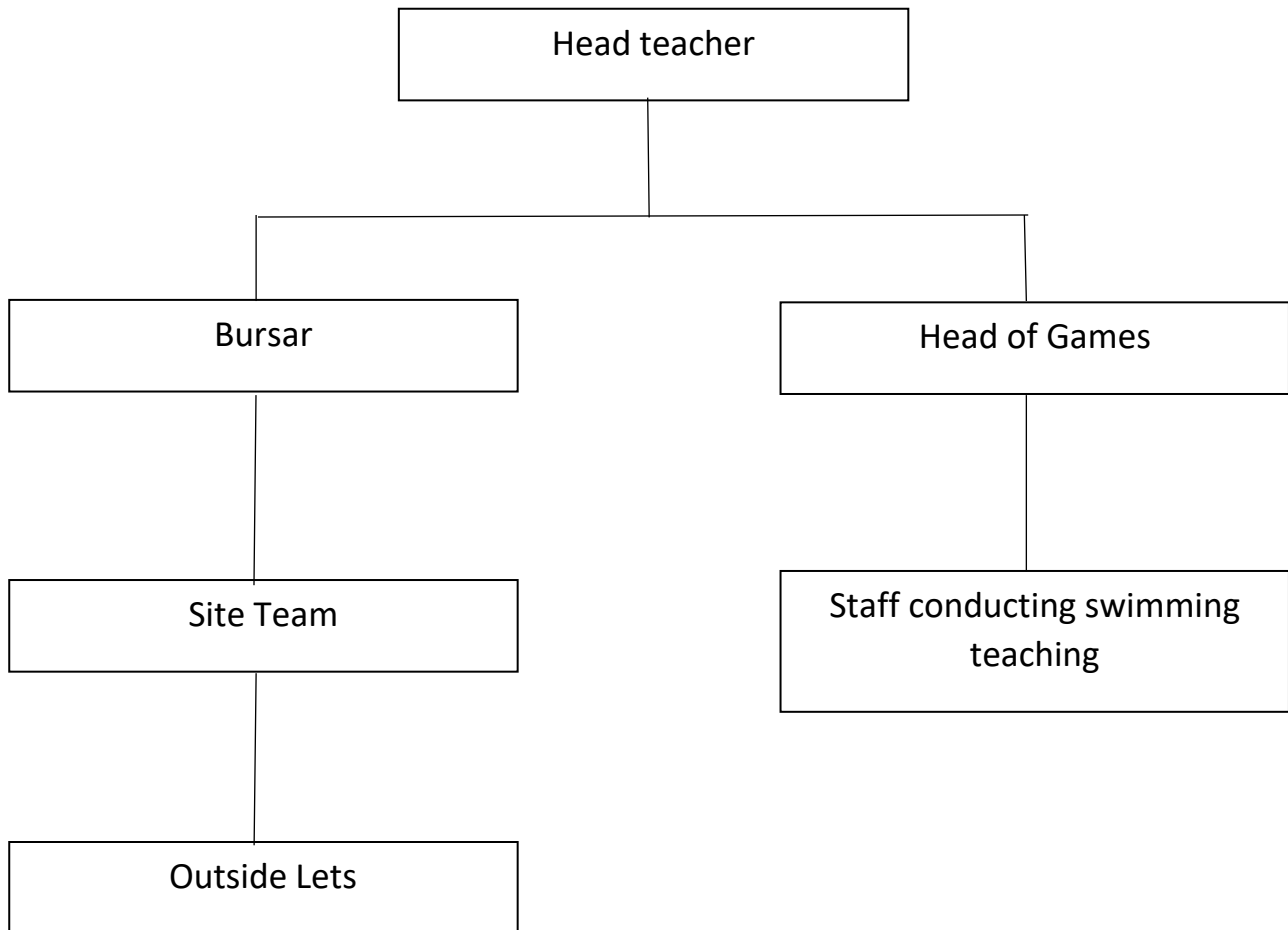 Head teacher
Bursar
Head of Games
Site Team
Staff conducting swimming
teaching
Outside Lets